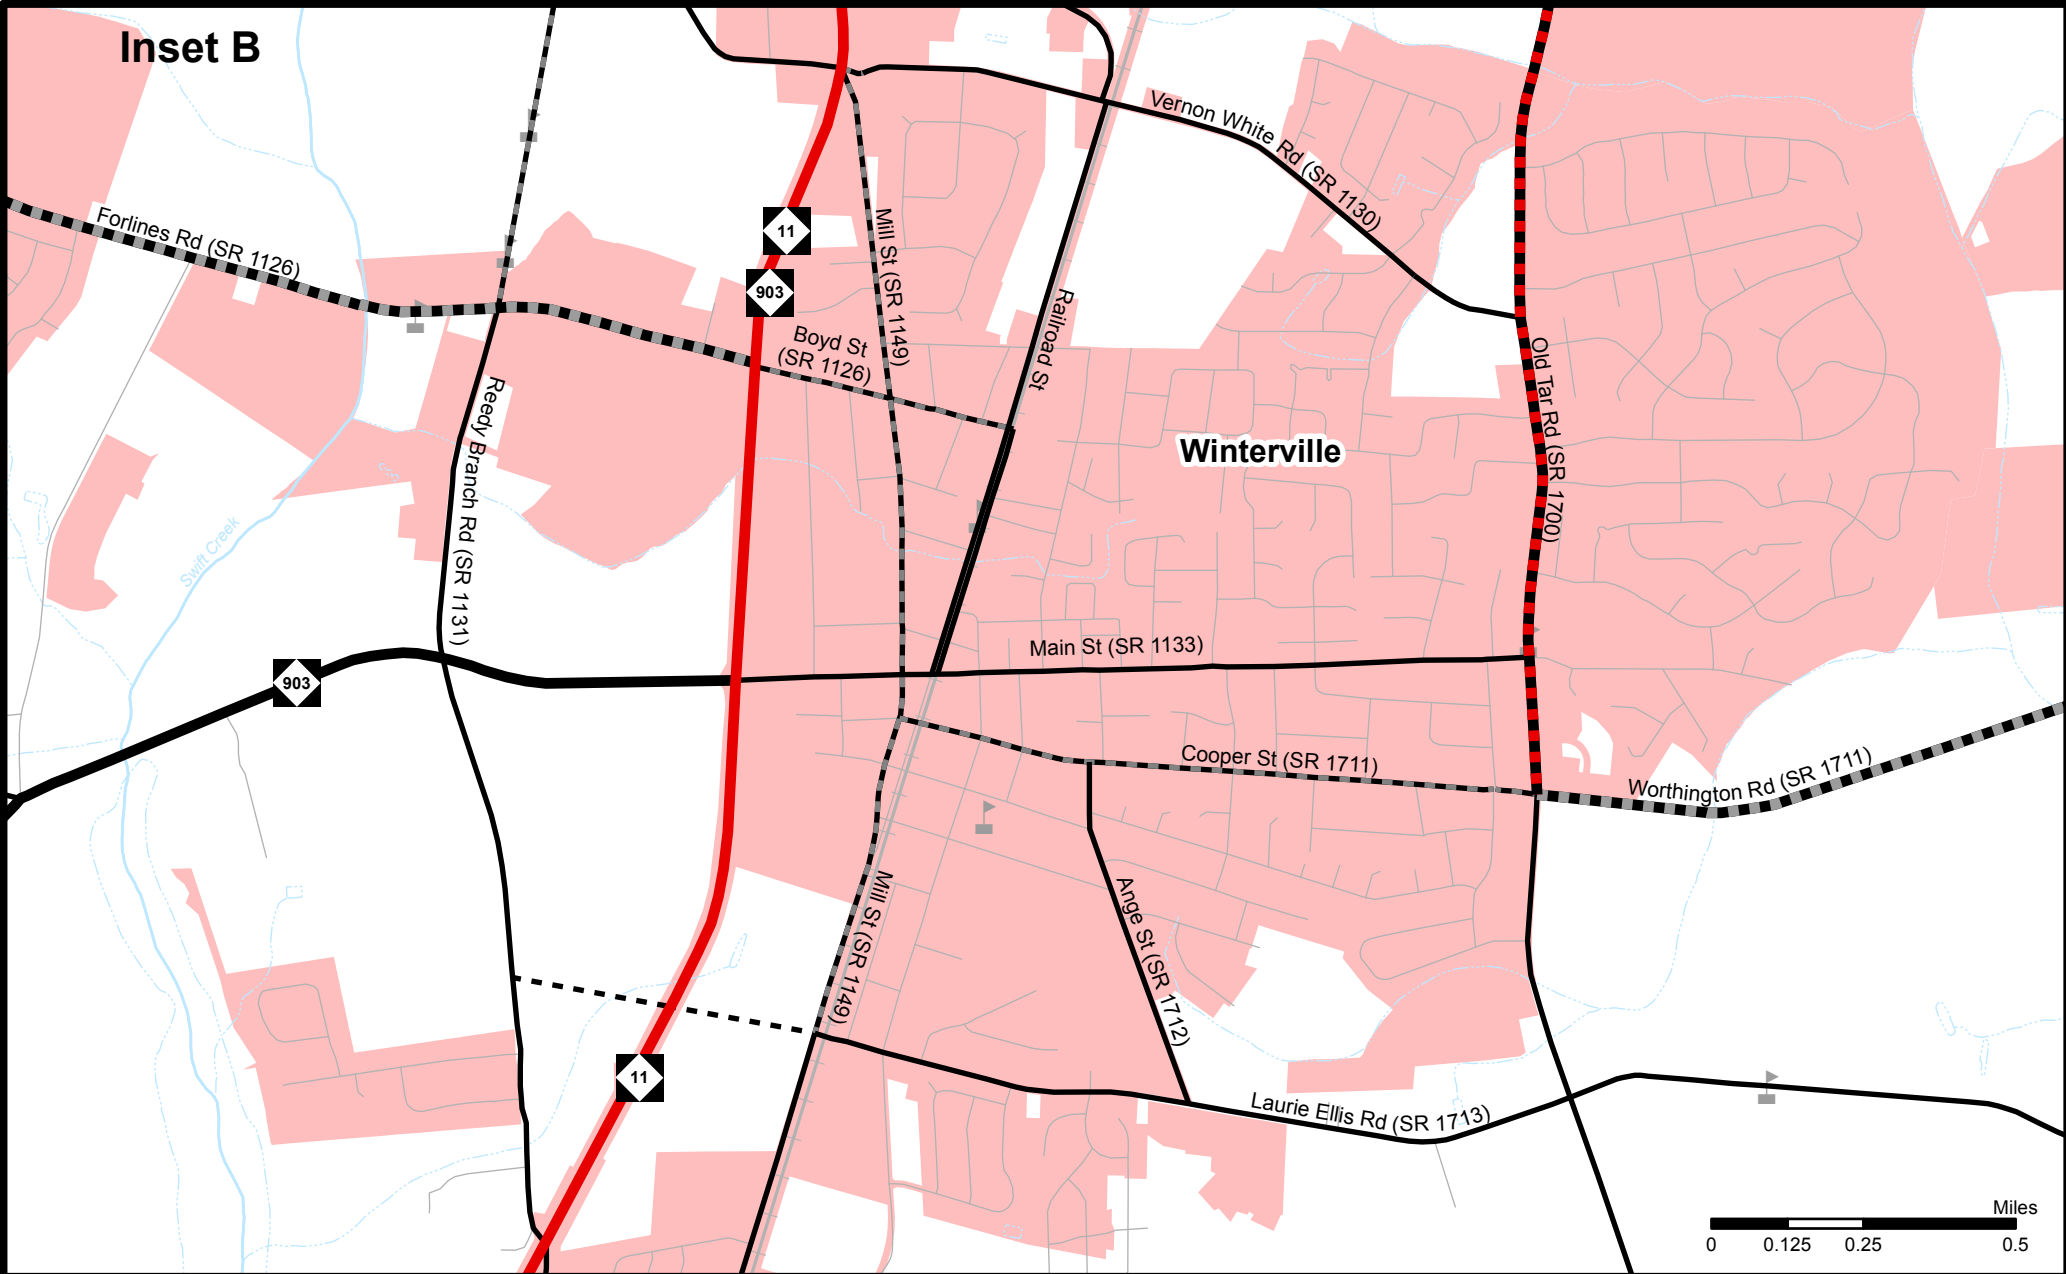 Inset B
Vernon White Rd (SR 1130)
Forlines Rd (SR 1126)
11
903
Mill St (SR 1149)
Boyd St
(SR 1126)
Railroad St
Reedy Branch Rd (SR 1131)
Winterville
Old Tar Rd (SR 1700)
Swift Creek
Main St (SR 1133)
903
Cooper St (SR 1711)
Worthington Rd (SR 1711)
Mill St (SR 1149)
Ange St (SR 1712)
11
Laurie Ellis Rd (SR 1713)
Miles
0 0.125 0.25 0.5